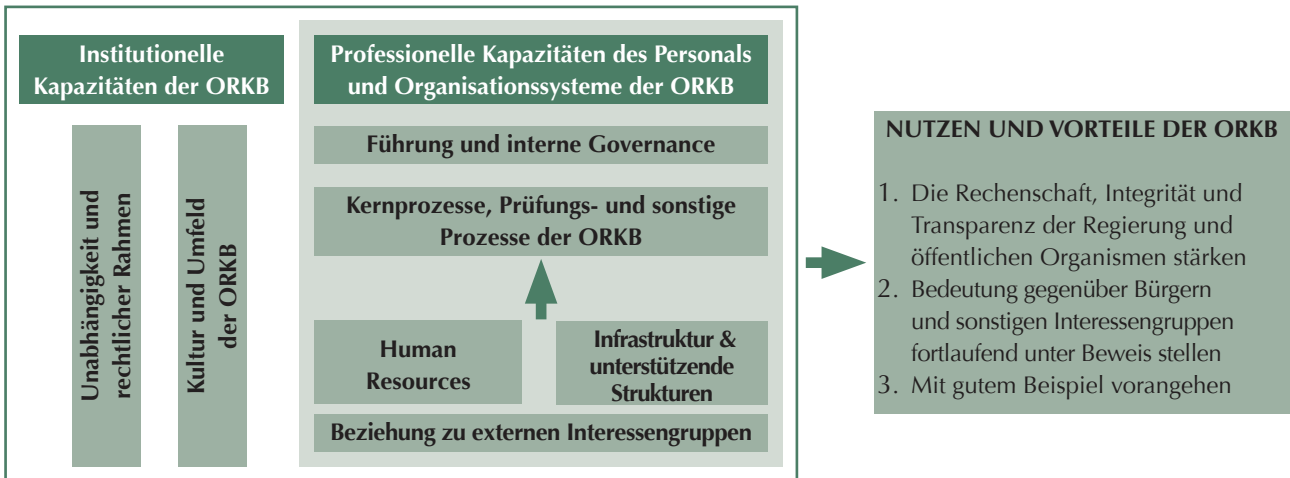 Institutionelle
Kapazitäten der ORKB
Unabhängigkeit und
rechtlicher Rahmen
Kultur und Umfeld
der ORKB
Professionelle Kapazitäten des Personals
und Organisationssysteme der ORKB
Führung und interne Governance
Kernprozesse, Prüfungs- und sonstige
Prozesse der ORKB
Human
Resources
Infrastruktur &
unterstützende
Strukturen
Beziehung zu externen Interessengruppen
NUTZEN UND VORTEILE DER ORKB
1. Die Rechenschaft, Integrität und
Transparenz der Regierung und
öffentlichen Organismen stärken
2. Bedeutung gegenüber Bürgern
und sonstigen Interessengruppen
fortlaufend unter Beweis stellen
3. Mit gutem Beispiel vorangehen